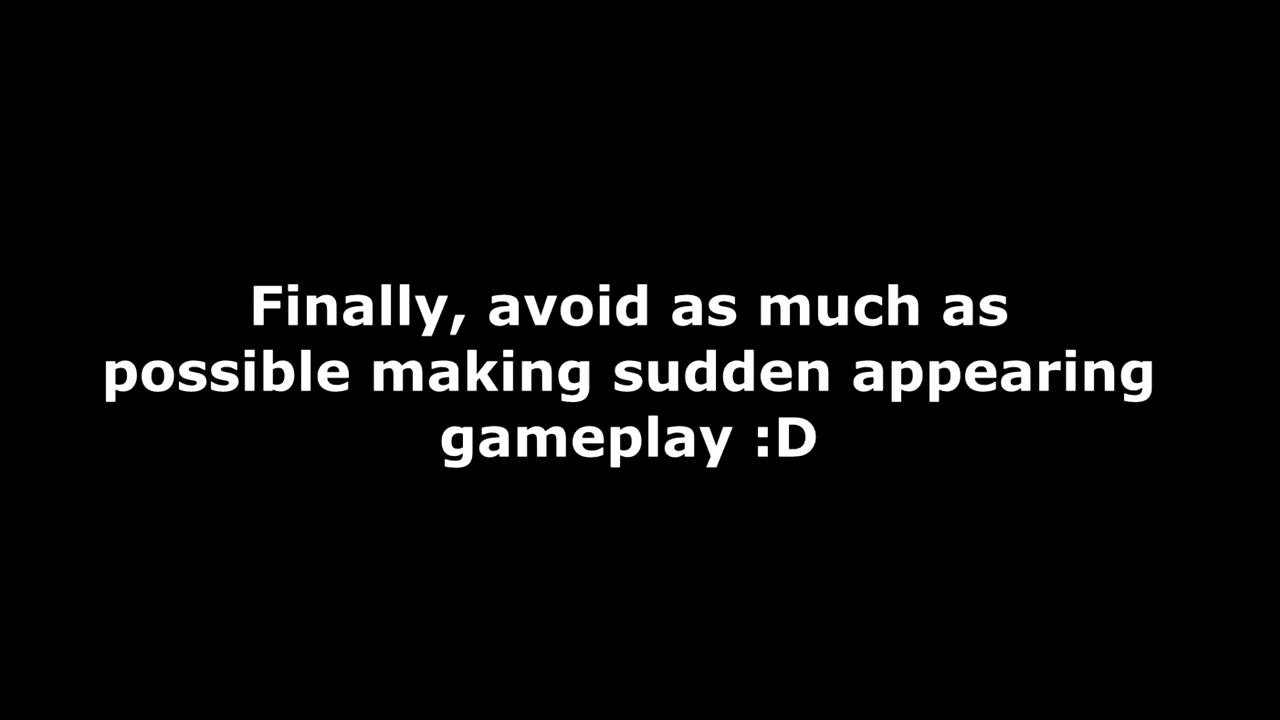 Finally, avoid as much as
possible making sudden appearing
gameplay :D